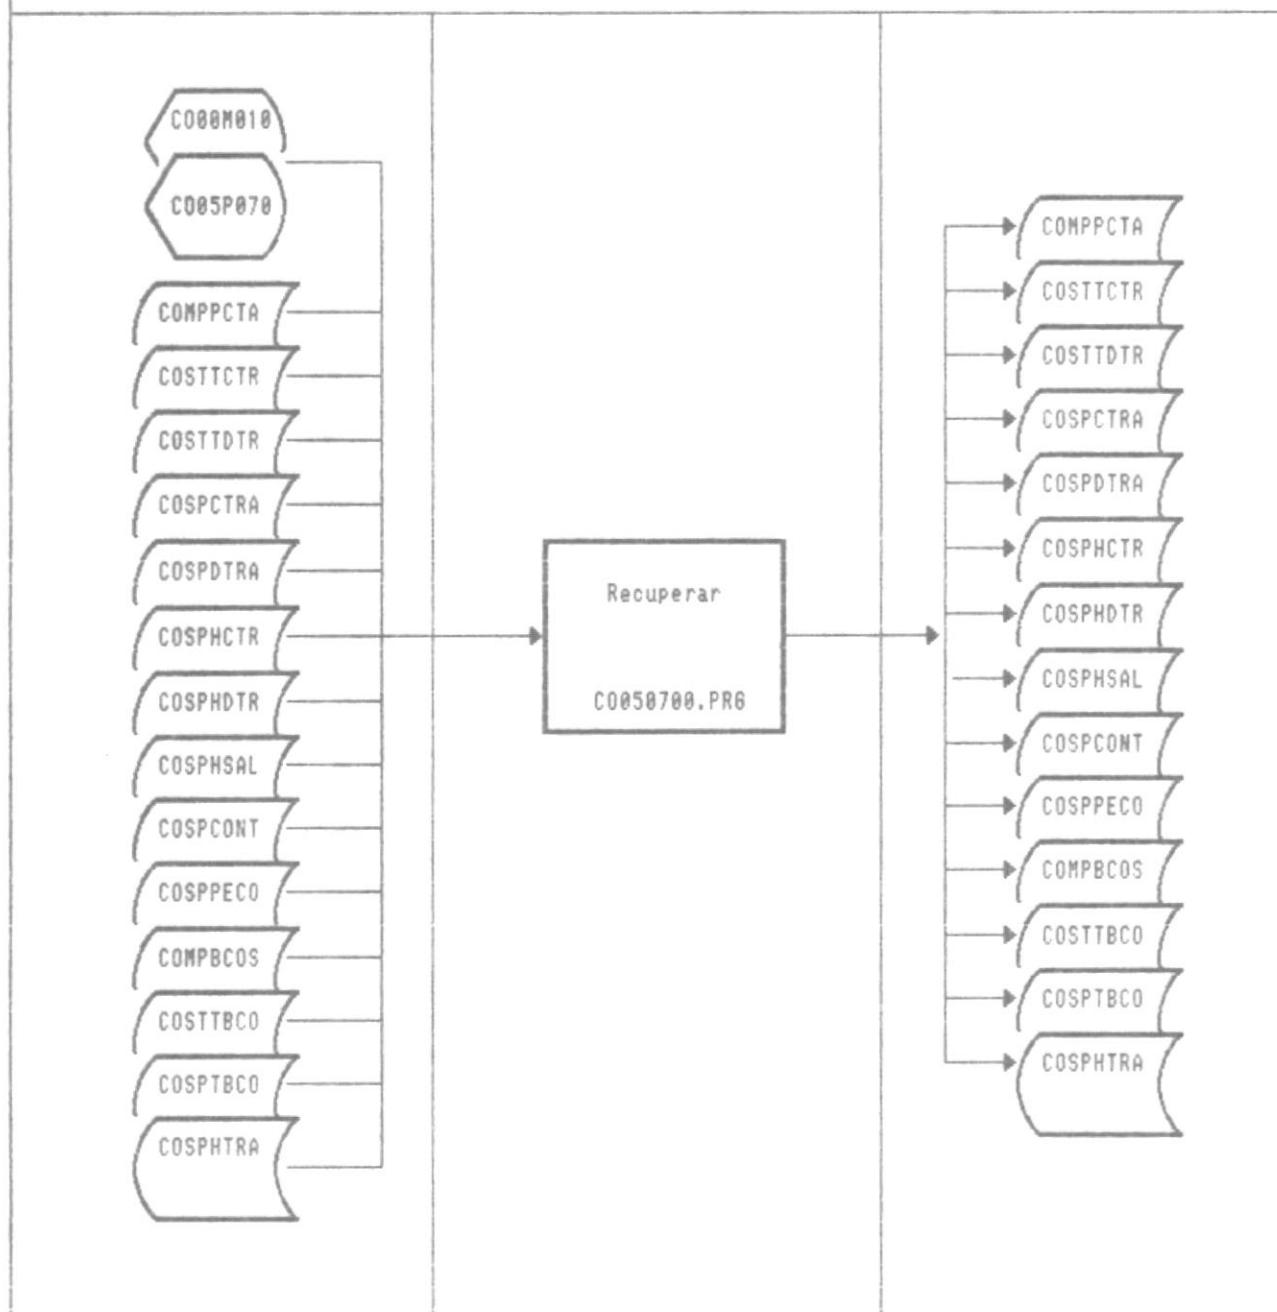 CO00M010
CO05P070
COMPPCTA
COSTTCTR
COSTTDTR
COSPCTRA
COSPDTRA
COSPHCTR
COSPHDTR
COSPHSAL
COSPCONT
COSPPECO
COMPBCOS
COSTTBCO
COSPTBCO
COSPHTRA
Recuperar
CO050700.PRG
COMPPCTA
COSTTCTR
COSTTDTR
COSPCTRA
COSPDTRA
COSPHCTR
COSPHDTR
COSPHSAL
COSPCONT
COSPPECO
COMPBCOS
COSTTBCO
COSPTBCO
COSPHTRA